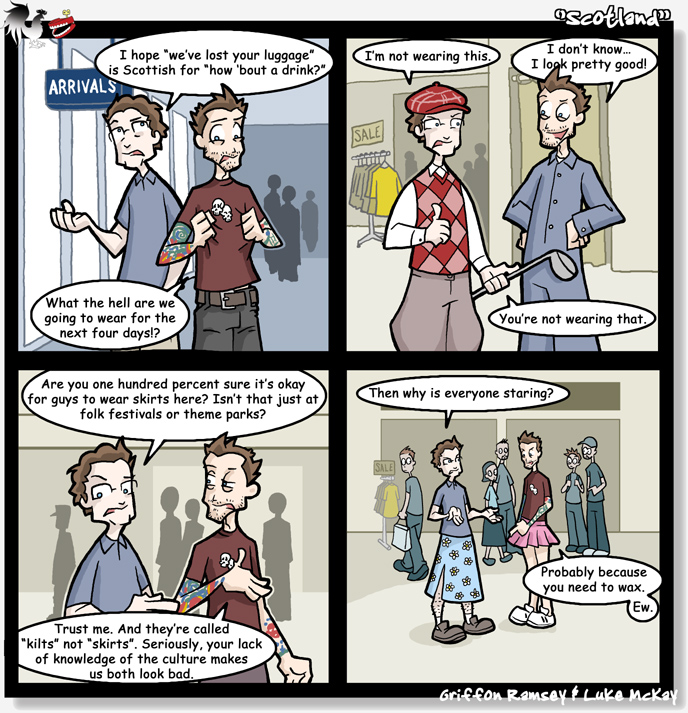 "Scotland"
I hope "we've lost your luggage"
is Scottish for "how 'bout a drink?"
ARRIVALS
What the hell are we
going to wear for the
next four days!?
I'm not wearing this.
I don't know...
I look pretty good!
SALE
You're not wearing that.
Are you one hundred percent sure it's okay
for guys to wear skirts here? Isn't that just at
folk festivals or theme parks?
Trust me. And they're called
"kilts" not "skirts". Seriously, your lack
of knowledge of the culture makes
us both look bad.
Then why is everyone staring?
SALE
Probably because
you need to wax.
Ew.
Griffon Ramsey & Luke McKay